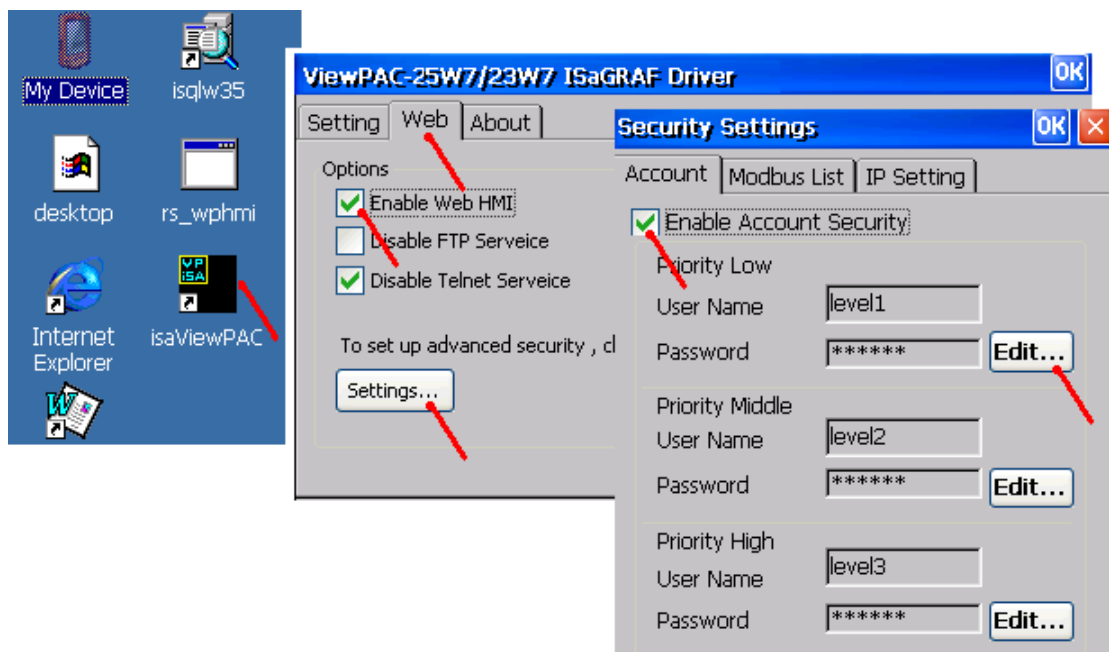 My Device
isqlw35
desktop
rs_wphmi
VP
iSA
Internet
Explorer
isaViewPAC
W
ViewPAC-25W7/23W7 ISaGRAF Driver
OK
Setting
Web
About
Options
Enable Web HMI
Disable FTP Serveice
Disable Telnet Serveice
To set up advanced security , cl
Settings...
Security Settings
OK
Account
Modbus List
IP Setting
Enable Account Security
Priority Low
User Name
level1
Password
******
Edit...
Priority Middle
User Name
level2
Password
******
Edit...
Priority High
User Name
level3
Password
******
Edit...